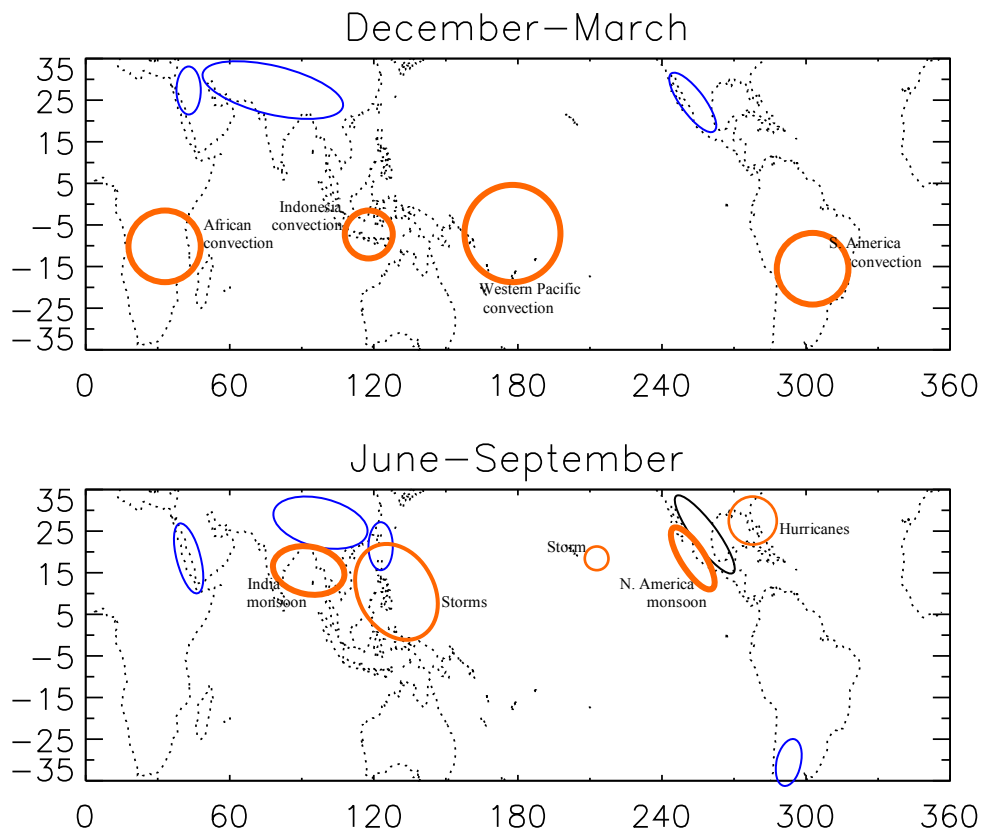 December−March
35
25
15
5
−5
−15
−25
−35
African
convection
Indonesia
convection
Western Pacific
convection
S. America
convection
0 60 120 180 240 300 360
June−September
35
25
15
5
−5
−15
−25
−35
India
monsoon
Storms
Storm
N. America
monsoon
Hurricanes
0 60 120 180 240 300 360